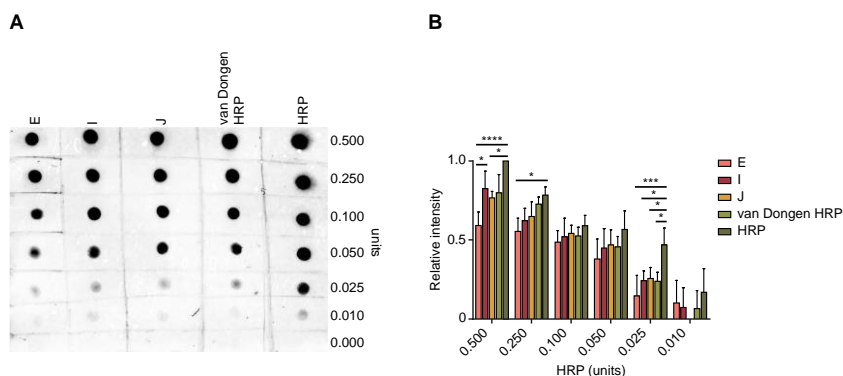 A
E
I
J
van Dongen
HRP
HRP
0.500
0.250
0.100
0.050
0.025
0.010
0.000
units
B
****
*
*
*
***
*
*
*
1.0
0.5
0
Relative intensity
0.500
0.250
0.100
0.050
0.025
0.010
HRP (units)
E
I
J
van Dongen HRP
HRP